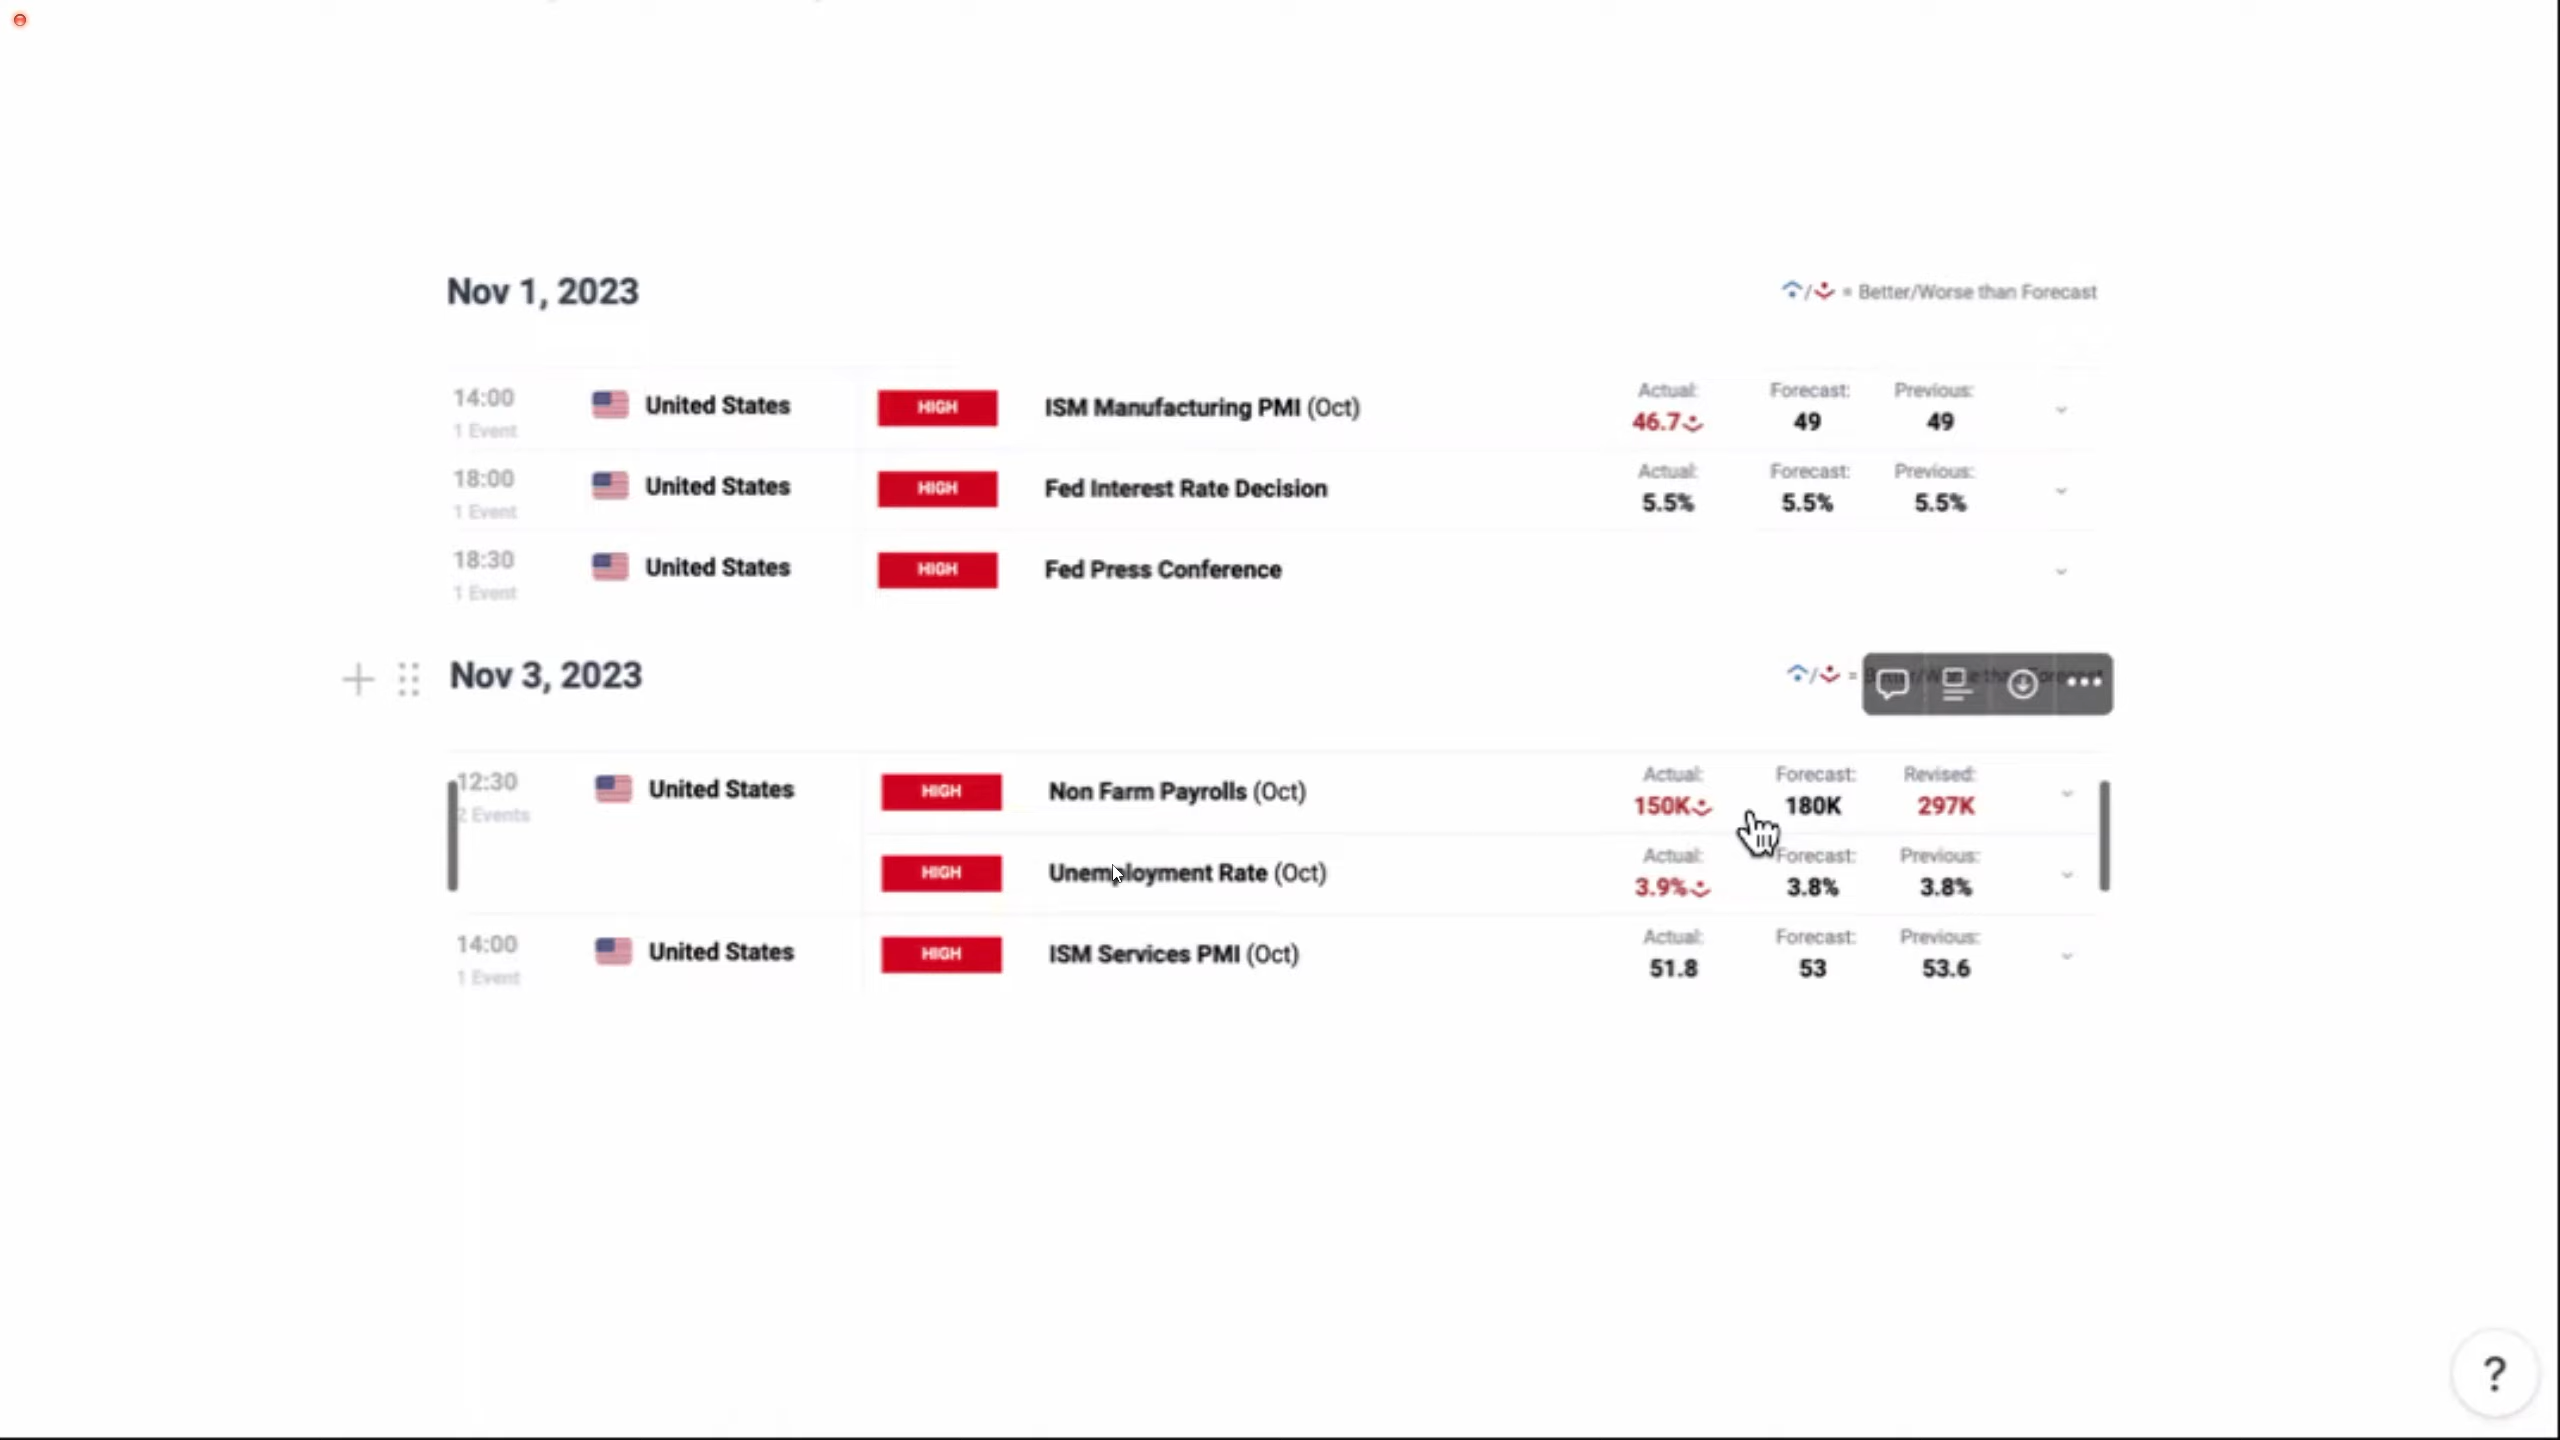 Nov 1, 2023
/ = Better/Worse than Forecast
14:00 United States HIGH ISM Manufacturing PMI (Oct) Actual: 46.7 Forecast: 49 Previous: 49
1 Event
18:00 United States HIGH Fed Interest Rate Decision Actual: 5.5% Forecast: 5.5% Previous: 5.5%
1 Event
18:30 United States HIGH Fed Press Conference
1 Event
Nov 3, 2023
/ =
12:30 United States HIGH Non Farm Payrolls (Oct) Actual: 150K Forecast: 180K Revised: 297K
2 Events
HIGH Unemployment Rate (Oct) Actual: 3.9% Forecast: 3.8% Previous: 3.8%
14:00 United States HIGH ISM Services PMI (Oct) Actual: 51.8 Forecast: 53 Previous: 53.6
1 Event
?